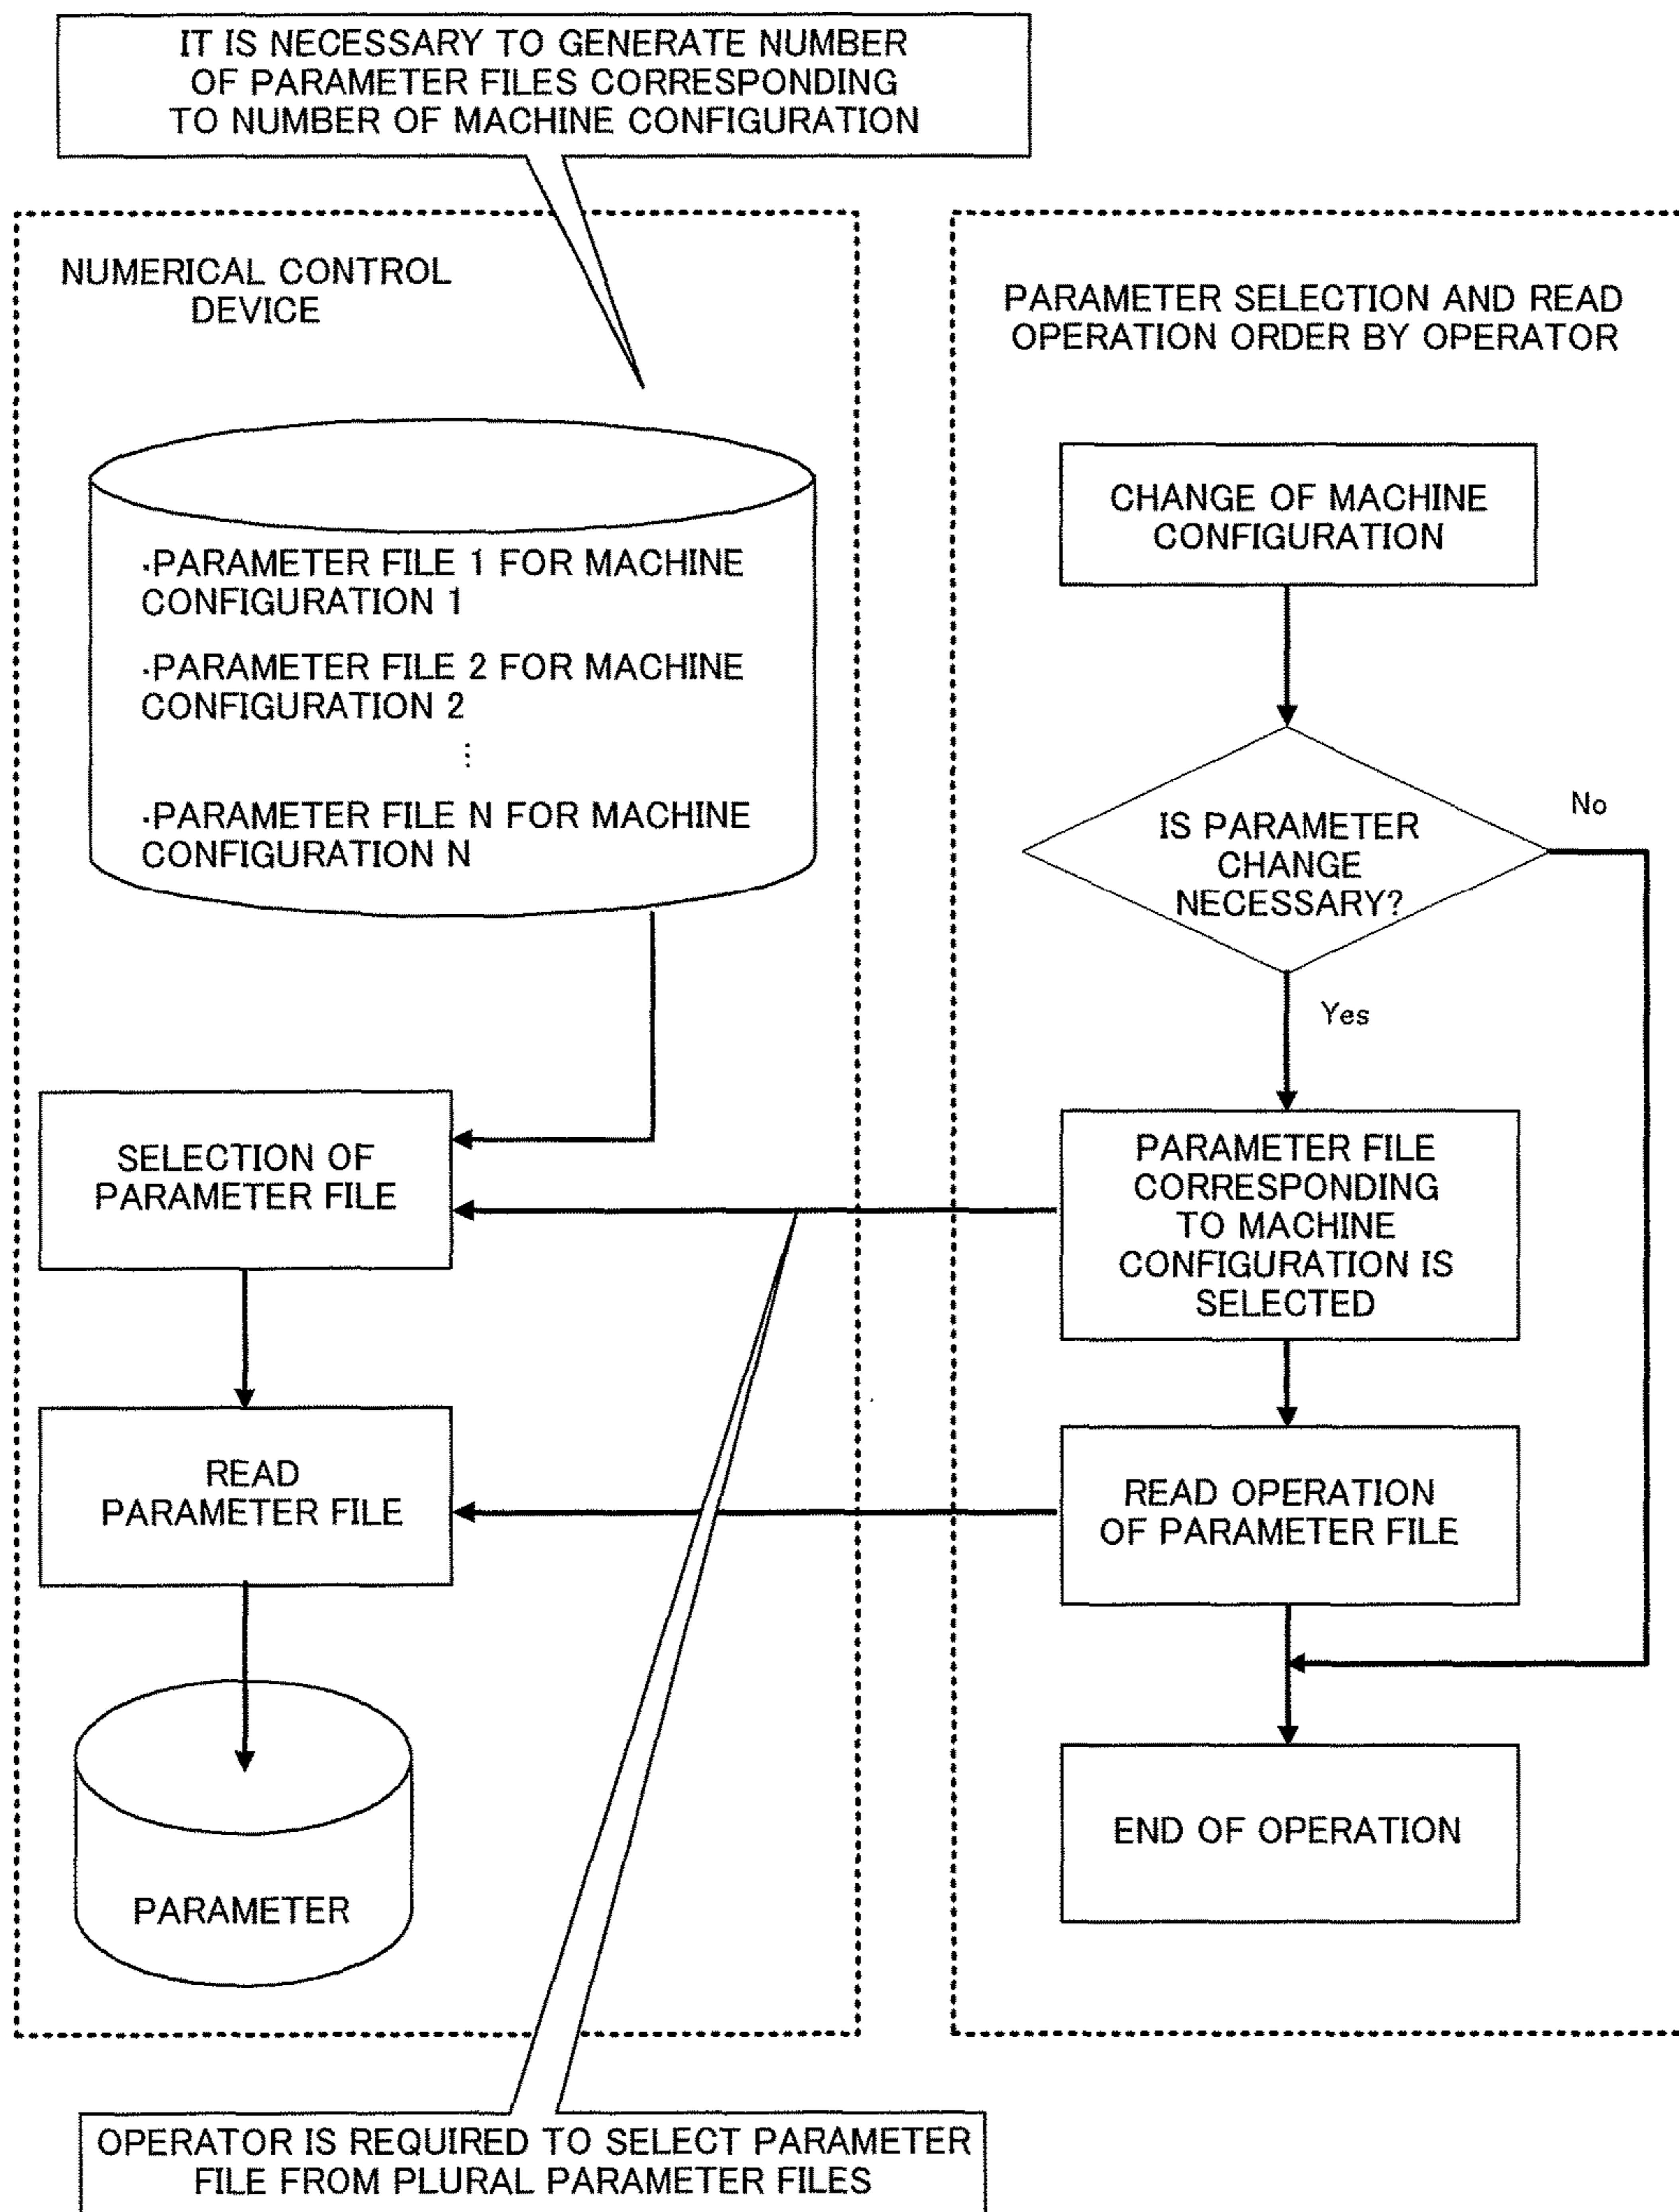 IT IS NECESSARY TO GENERATE NUMBER
OF PARAMETER FILES CORRESPONDING
TO NUMBER OF MACHINE CONFIGURATION
NUMERICAL CONTROL
DEVICE
·PARAMETER FILE 1 FOR MACHINE
CONFIGURATION 1
·PARAMETER FILE 2 FOR MACHINE
CONFIGURATION 2
⋮
·PARAMETER FILE N FOR MACHINE
CONFIGURATION N
SELECTION OF
PARAMETER FILE
READ
PARAMETER FILE
PARAMETER
PARAMETER SELECTION AND READ
OPERATION ORDER BY OPERATOR
CHANGE OF MACHINE
CONFIGURATION
IS PARAMETER
CHANGE
NECESSARY?
No
Yes
PARAMETER FILE
CORRESPONDING
TO MACHINE
CONFIGURATION IS
SELECTED
READ OPERATION
OF PARAMETER FILE
END OF OPERATION
OPERATOR IS REQUIRED TO SELECT PARAMETER
FILE FROM PLURAL PARAMETER FILES